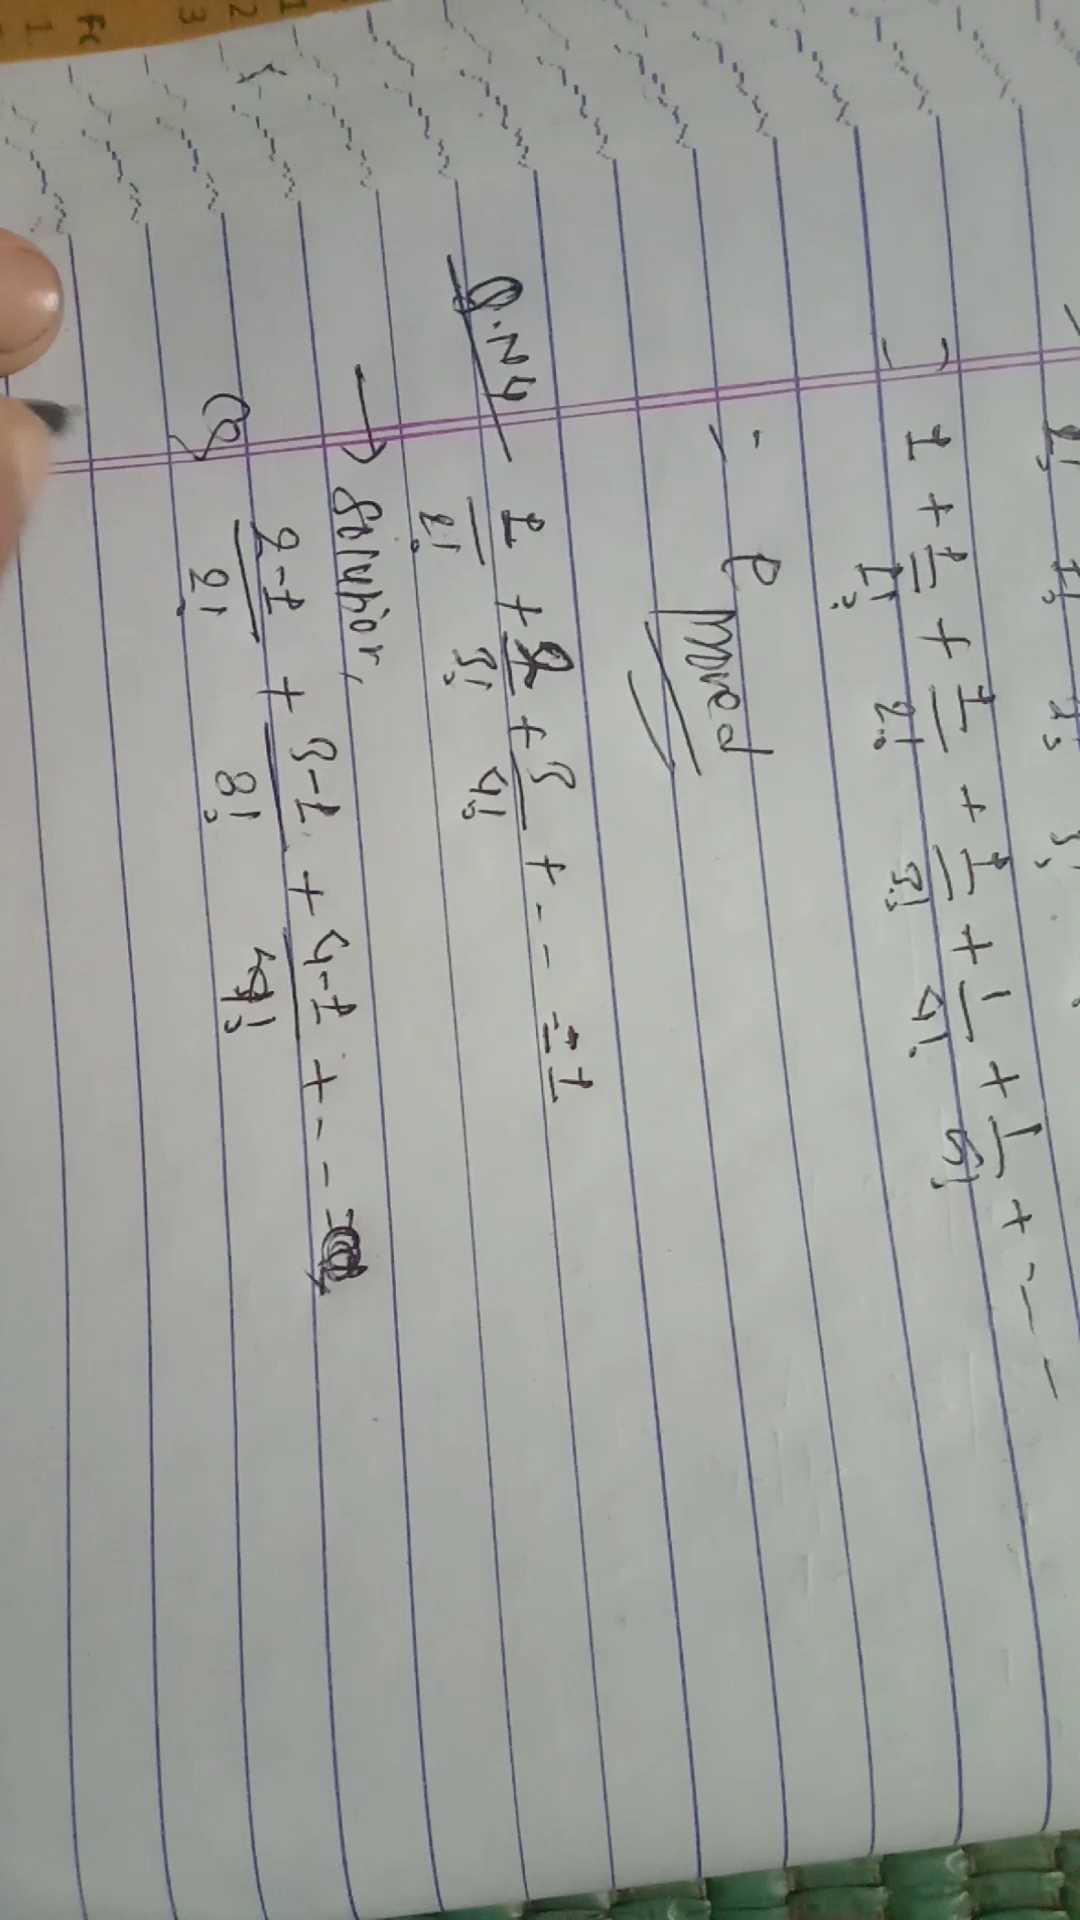 = 1 + 1/1! + 1/2! + 1/3! + 1/4! + 1/5! + - - -
= e
proved
Q.N4 1/2! + 2/3! + 3/4! + - - - = 1
→ solution,
2-1/2! + 3-1/3! + 4-1/4! + - - -